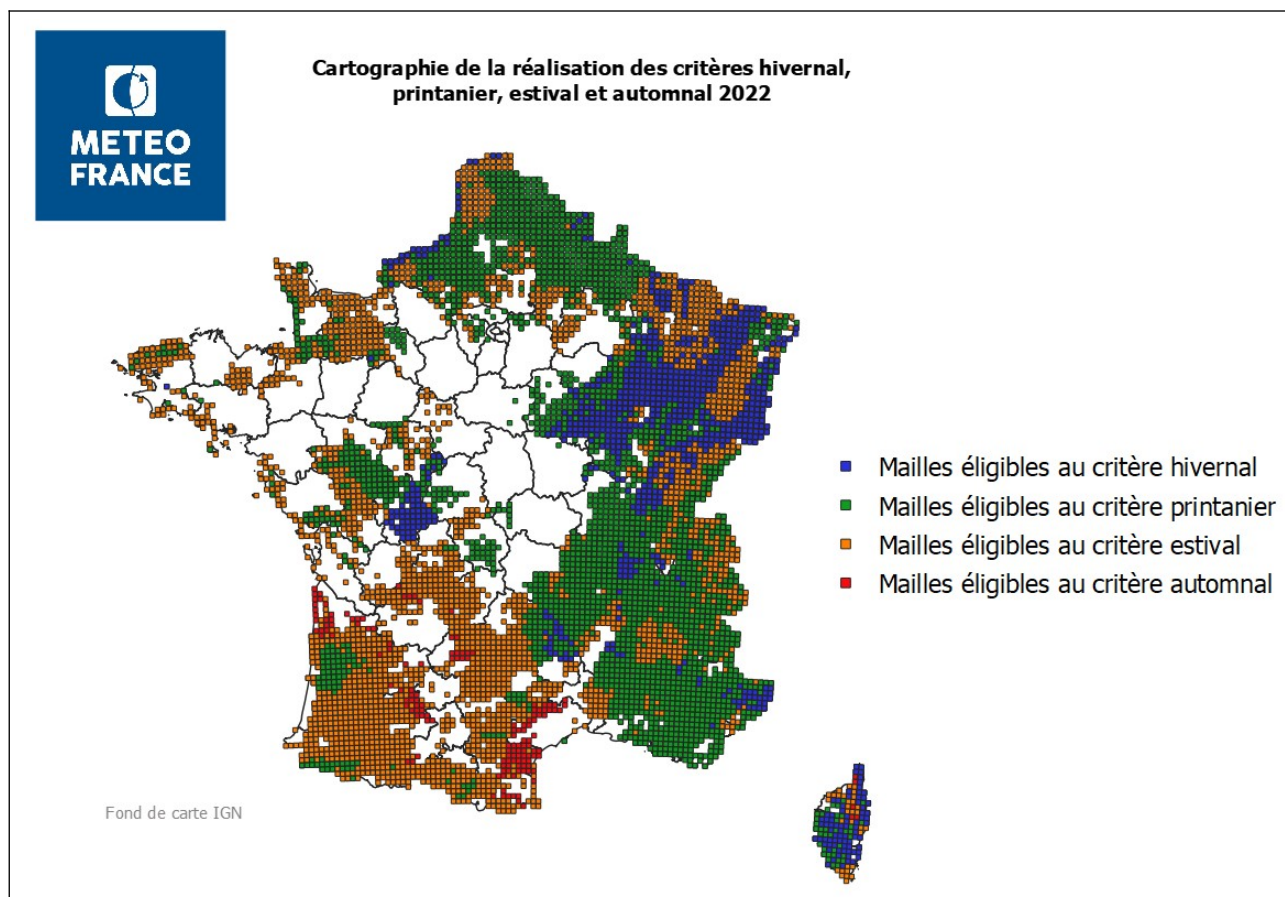 METEO
FRANCE
Cartographie de la réalisation des critères hivernal,
printanier, estival et automnal 2022
Mailles éligibles au critère hivernal
Mailles éligibles au critère printanier
Mailles éligibles au critère estival
Mailles éligibles au critère automnal
Fond de carte IGN